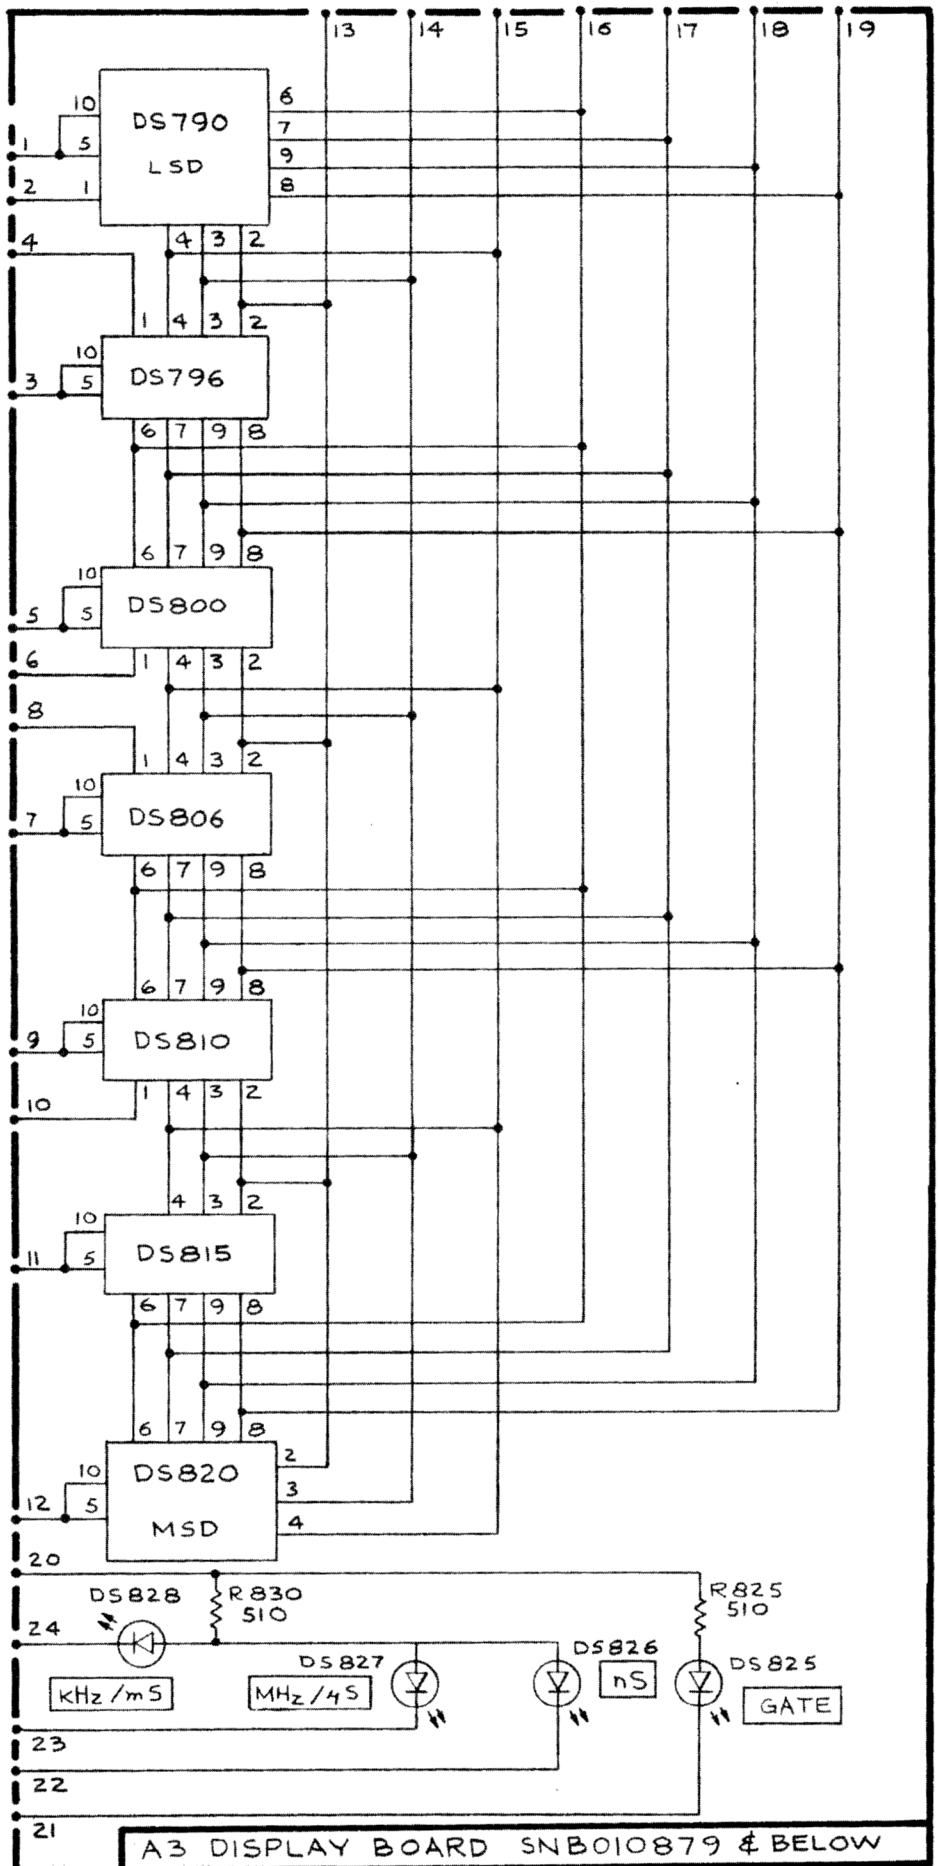 13 14 15 16 17 18 19
10 DS790 6
1 5 LSD 7
9
2 1 8
4 4 3 2
1 4 3 2
10 DS796
3 5
6 7 9 8
6 7 9 8
10 DS800
5 5
6 1 4 3 2
8
1 4 3 2
10 DS806
7 5
6 7 9 8
6 7 9 8
10 DS810
9 5
10 1 4 3 2
4 3 2
10 DS815
11 5
6 7 9 8
6 7 9 8
10 DS820 2
3
12 5 MSD 4
20
DS828 R830 R825
510 510
24
DS827 DS826 DS825
kHz/mS MHz/μS nS GATE
23
22
21
A3 DISPLAY BOARD SNB010879 & BELOW